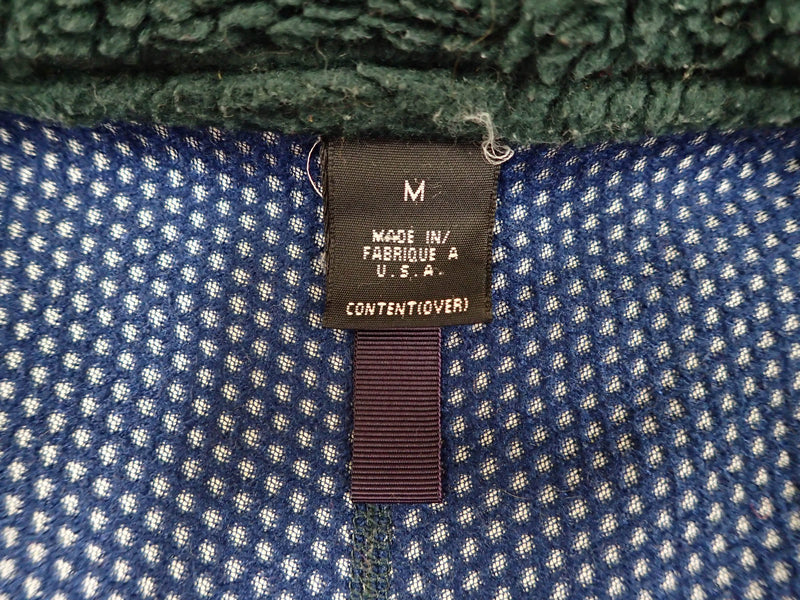 M
MADE IN/
FABRIQUE A
U.S.A.
CONTENT(OVER)